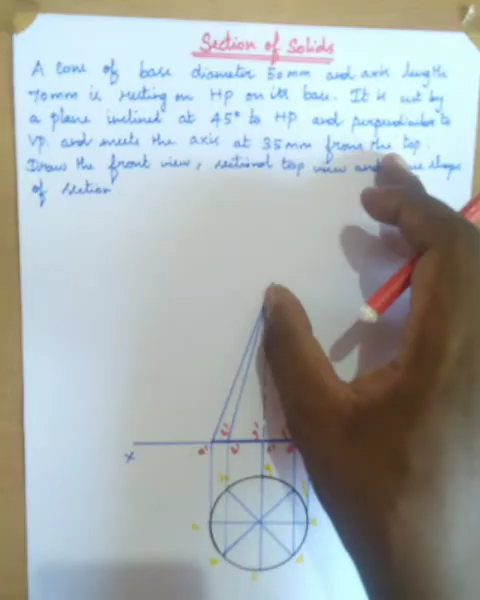 Section of Solids
A cone of base diameter 50mm and axis length
70mm is resting on HP on its base. It is cut by
a plane inclined at 45° to HP and perpendicular to
VP. and meets the axis at 35mm from the top.
Draw the front view, sectional top view and shape
of section
X